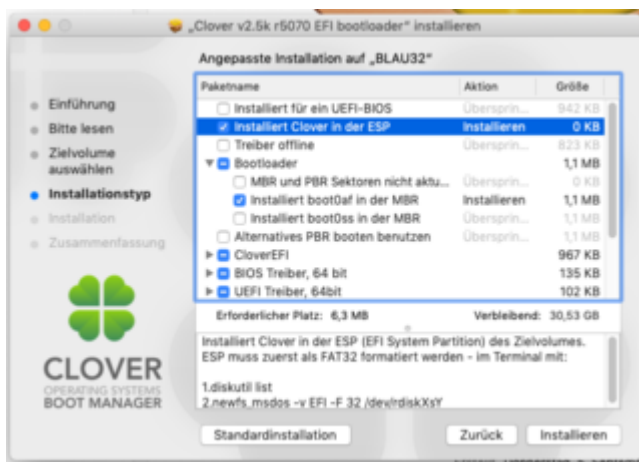 „Clover v2.5k r5070 EFI bootloader“ installieren
Angepasste Installation auf „BLAU32“
Einführung
Bitte lesen
Zielvolume
auswählen
Installationstyp
Installation
Zusammenfassung
CLOVER
OPERATING SYSTEMS
BOOT MANAGER
Paketname Aktion Größe
Installiert für ein UEFI-BIOS Übersprin... 942 KB
Installiert Clover in der ESP Installieren 0 KB
Treiber offline Übersprin... 823 KB
Bootloader 1,1 MB
MBR und PBR Sektoren nicht aktu... Übersprin... 0 KB
Installiert boot0af in der MBR Installieren 1,1 MB
Installiert boot0ss in der MBR Übersprin... 1,1 MB
Alternatives PBR booten benutzen Übersprin... 1,1 MB
CloverEFI 967 KB
BIOS Treiber, 64 bit 135 KB
UEFI Treiber, 64bit 102 KB
Erforderlicher Platz: 6,3 MB Verbleibend: 30,53 GB
Installiert Clover in der ESP (EFI System Partition) des Zielvolumes.
ESP muss zuerst als FAT32 formatiert werden - im Terminal mit:
1.diskutil list
2.newfs_msdos -v EFI -F 32 /dev/rdiskXsY
Standardinstallation Zurück Installieren